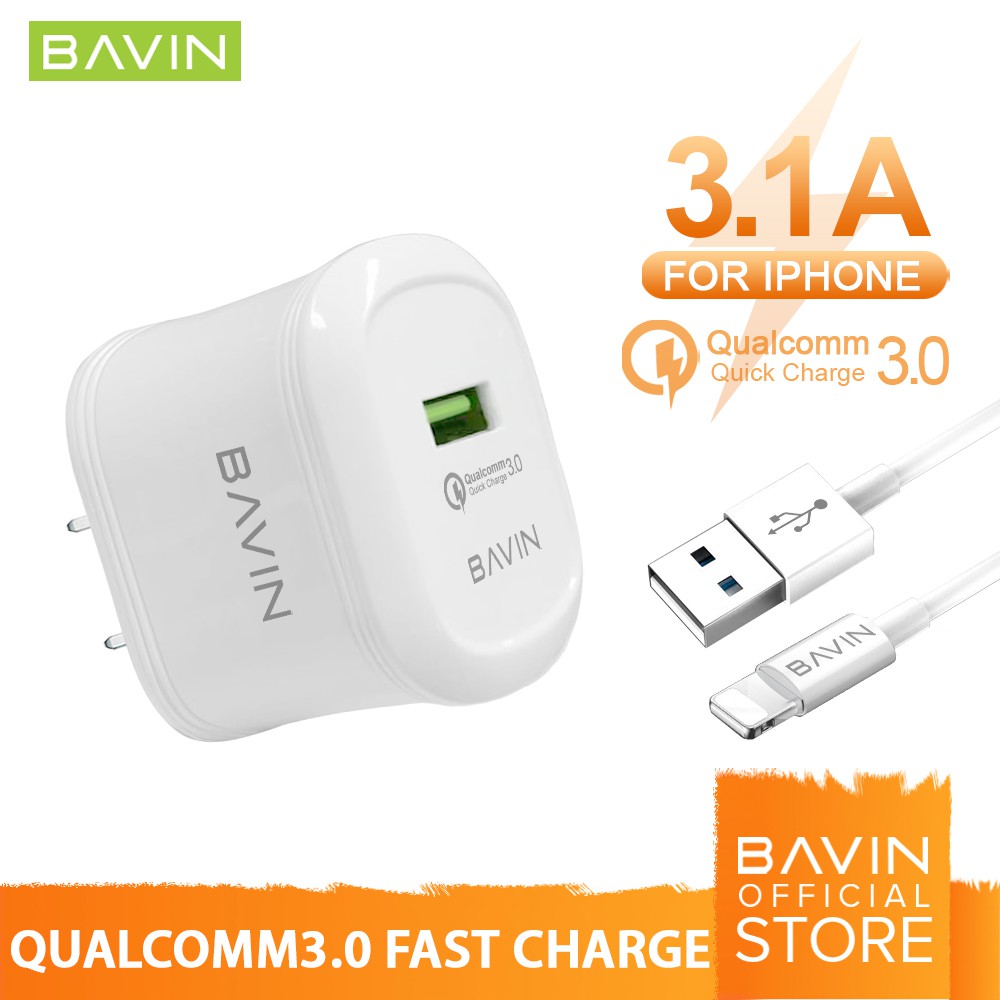 BAVIN
3.1A
FOR IPHONE
Qualcomm
Quick Charge 3.0
BAVIN
Qualcomm 3.0
Quick Charge
BAVIN
BAVIN
QUALCOMM3.0 FAST CHARGE
BAVIN
OFFICIAL
STORE